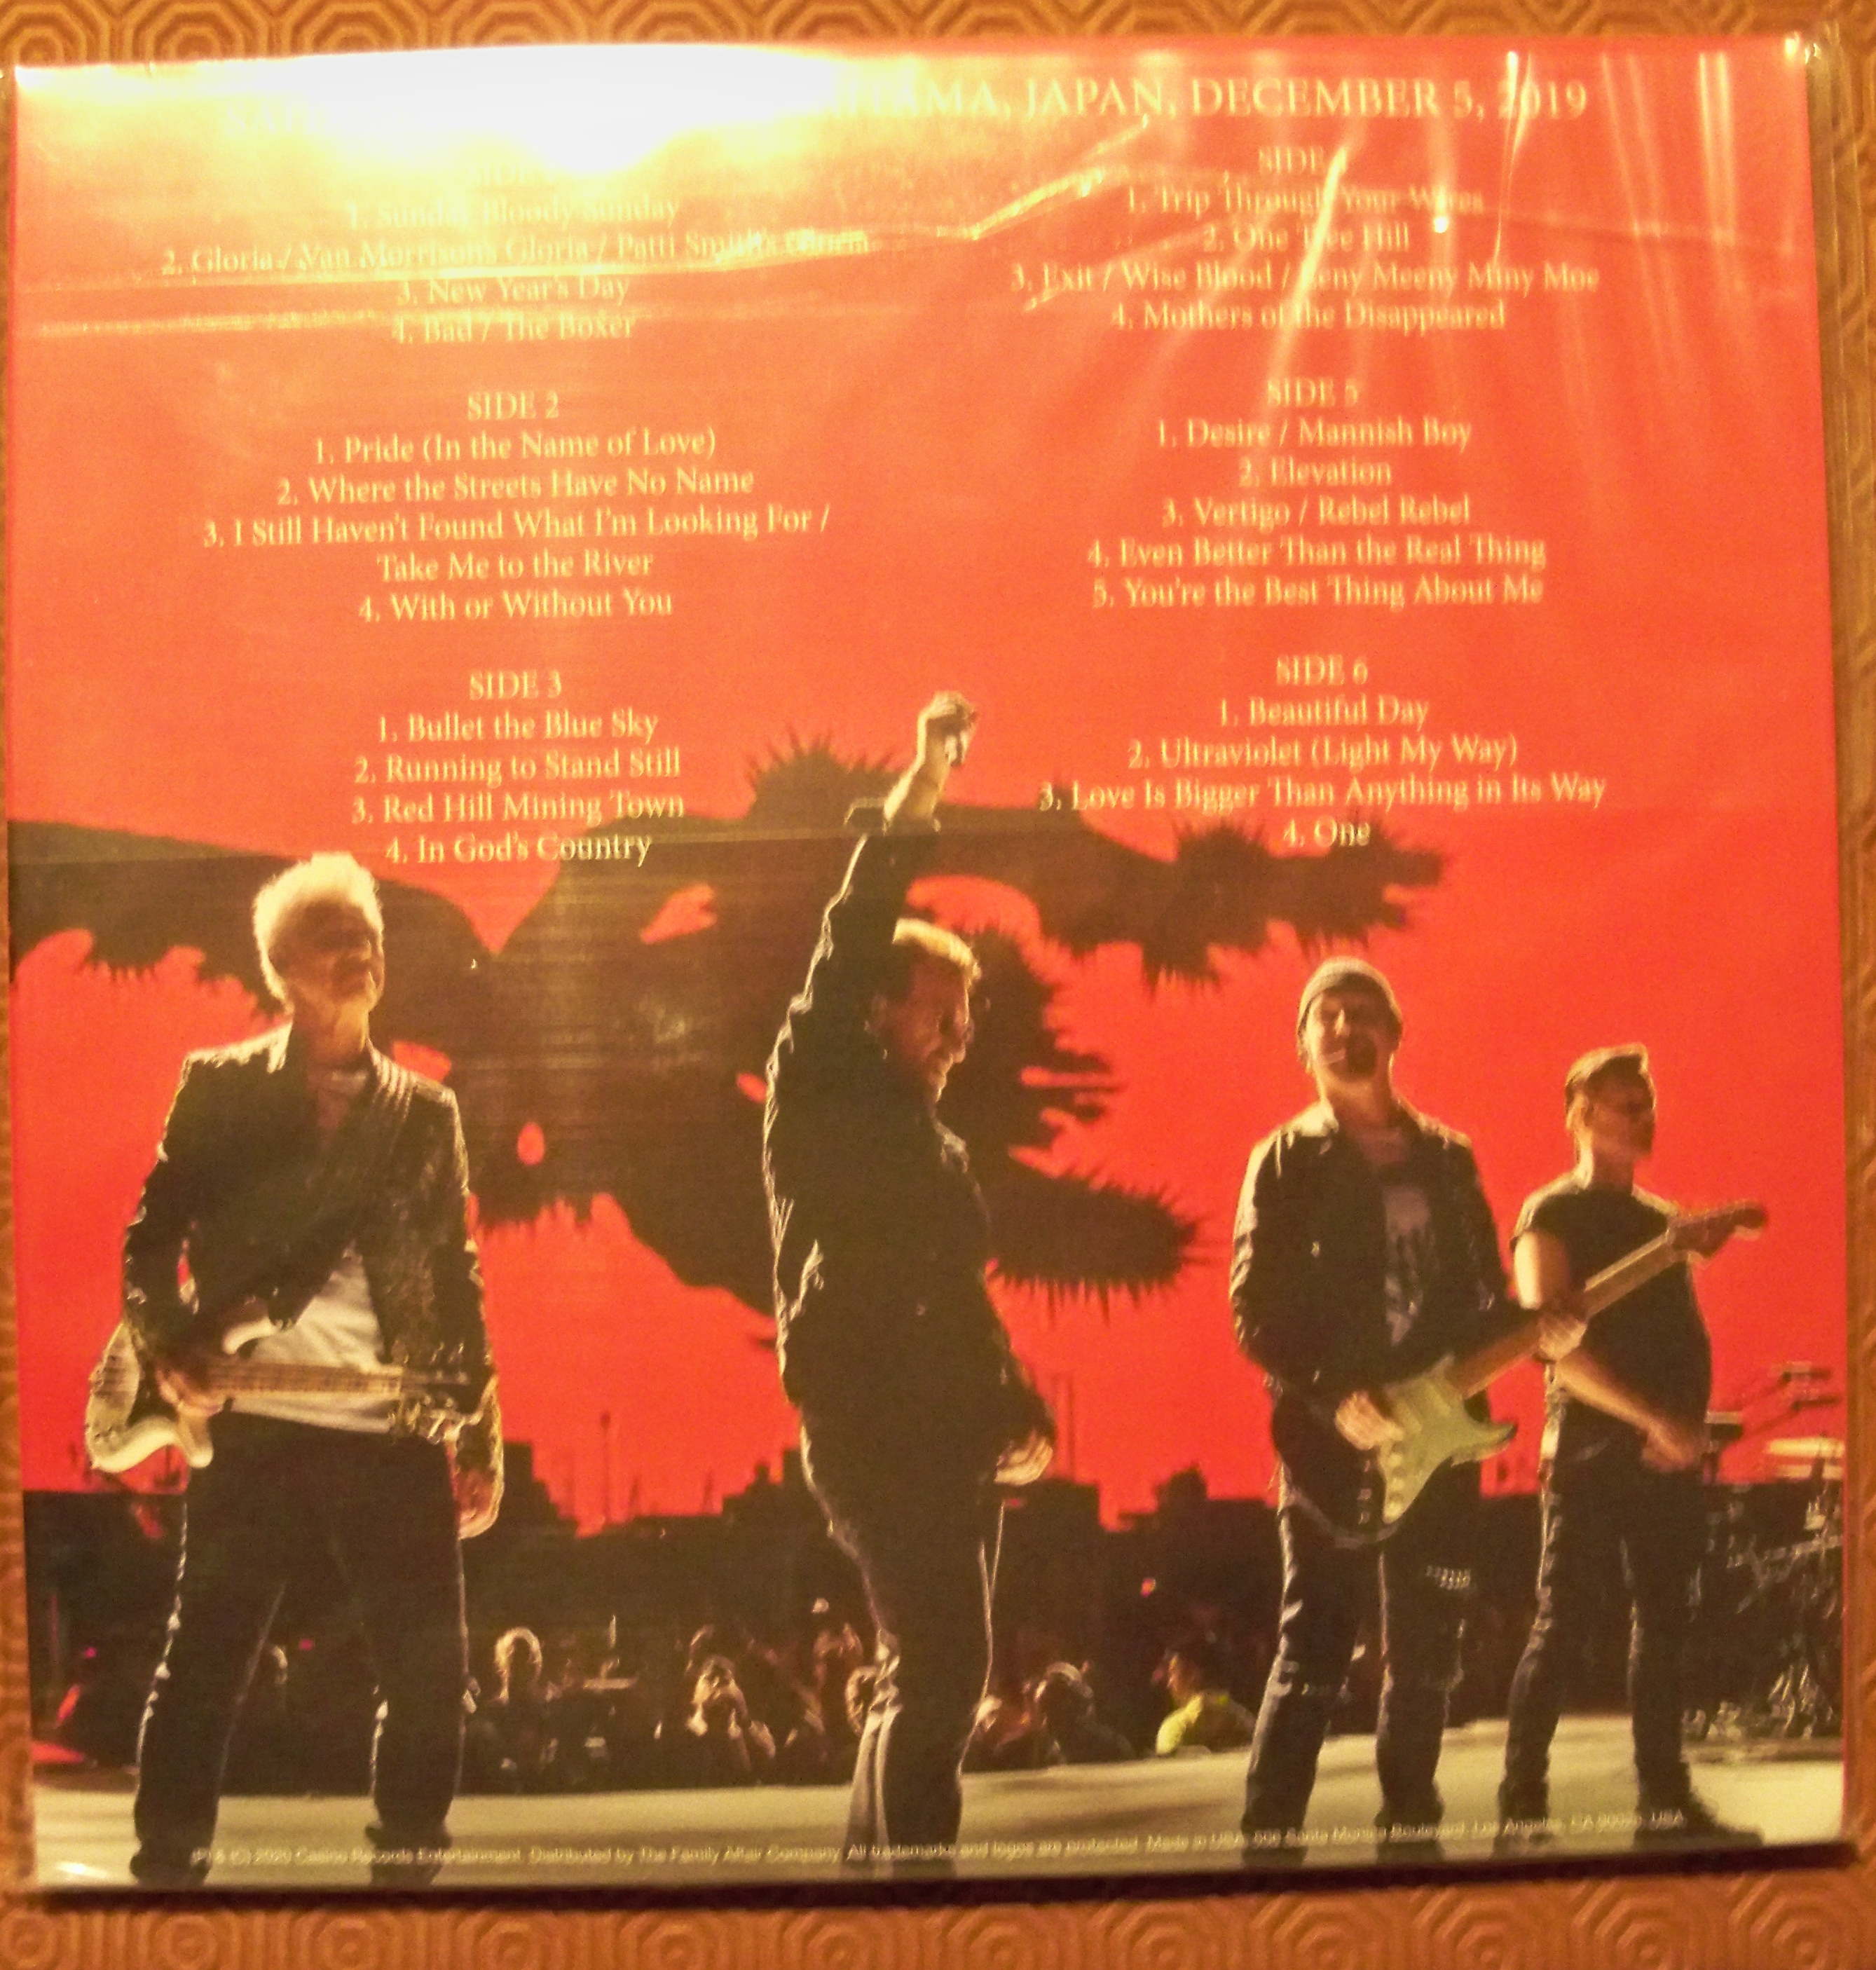 JAPAN, DECEMBER 5, 2019
1. Sunday Bloody Sunday
2. Gloria / Van Morrison's Gloria / Patti Smith's Gloria
3. New Year's Day
4. Bad / The Boxer
SIDE 2
1. Pride (In the Name of Love)
2. Where the Streets Have No Name
3. I Still Haven't Found What I'm Looking For /
Take Me to the River
4. With or Without You
SIDE 3
1. Bullet the Blue Sky
2. Running to Stand Still
3. Red Hill Mining Town
4. In God's Country
SIDE 4
1. Trip Through Your Wires
2. One Tree Hill
3. Exit / Wise Blood / Eeny Meeny Miny Moe
4. Mothers of the Disappeared
SIDE 5
1. Desire / Mannish Boy
2. Elevation
3. Vertigo / Rebel Rebel
4. Even Better Than the Real Thing
5. You're the Best Thing About Me
SIDE 6
1. Beautiful Day
2. Ultraviolet (Light My Way)
3. Love Is Bigger Than Anything in Its Way
4. One
(P) & (C) 2020 Casino Records Entertainment. Distributed by The Family Affair Company. All trademarks and logos are protected. Made in USA. Santa Monica Boulevard, Los Angeles, CA USA